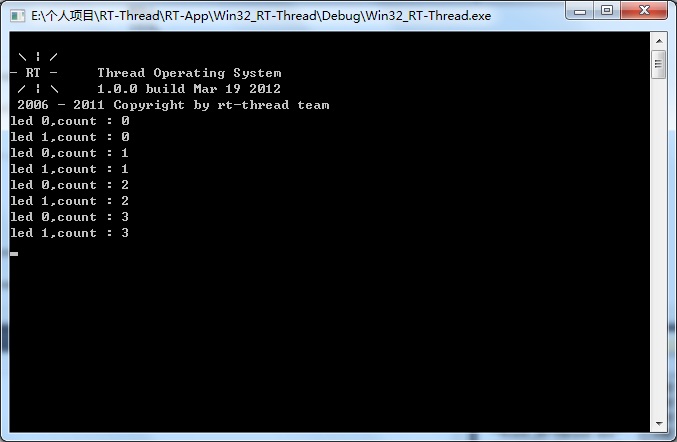 E:\个人项目\RT-Thread\RT-App\Win32_RT-Thread\Debug\Win32_RT-Thread.exe
 \ | /
- RT -     Thread Operating System
 / | \     1.0.0 build Mar 19 2012
 2006 - 2011 Copyright by rt-thread team
led 0,count : 0
led 1,count : 0
led 0,count : 1
led 1,count : 1
led 0,count : 2
led 1,count : 2
led 0,count : 3
led 1,count : 3